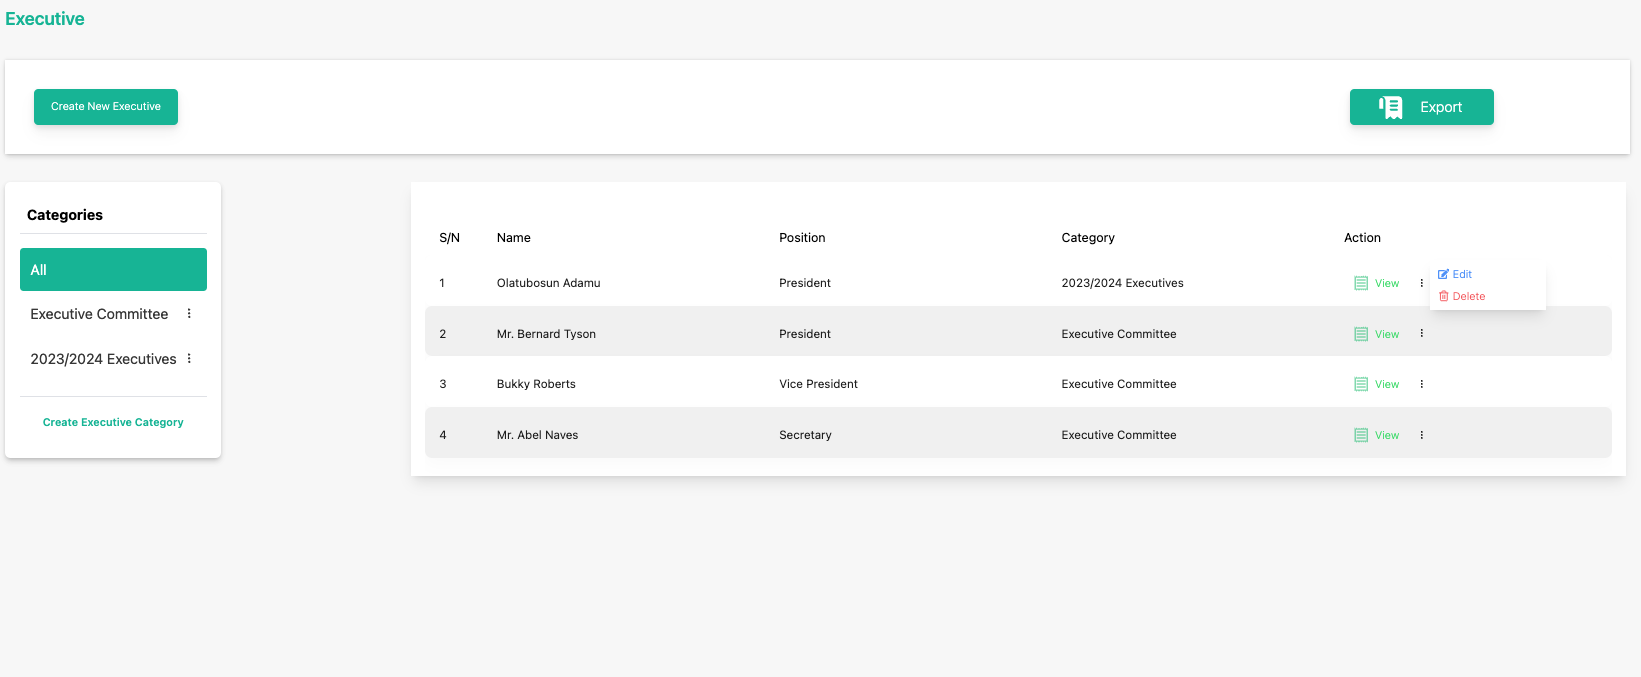 Executive
Create New Executive
Export
Categories
All
Executive Committee
2023/2024 Executives
Create Executive Category
S/N Name Position Category Action
1 Olatubosun Adamu President 2023/2024 Executives View
Edit
Delete
2 Mr. Bernard Tyson President Executive Committee View
3 Bukky Roberts Vice President Executive Committee View
4 Mr. Abel Naves Secretary Executive Committee View